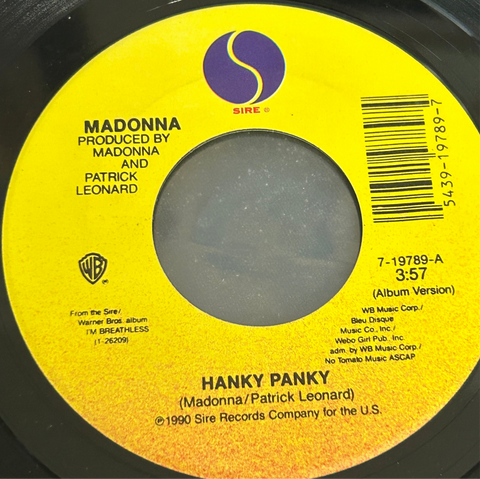 SIRE ®
MADONNA
PRODUCED BY
MADONNA
AND
PATRICK
LEONARD
5439-19789-7
7-19789-A
3:57
(Album Version)
WB
From the Sire/
Warner Bros. album
I'M BREATHLESS
(1-26209)
WB Music Corp./
Bleu Disque
Music Co., Inc./
Webo Girl Pub., Inc.
adm. by WB Music Corp./
No Tomato Music ASCAP
HANKY PANKY
(Madonna/Patrick Leonard)
℗1990 Sire Records Company for the U.S.